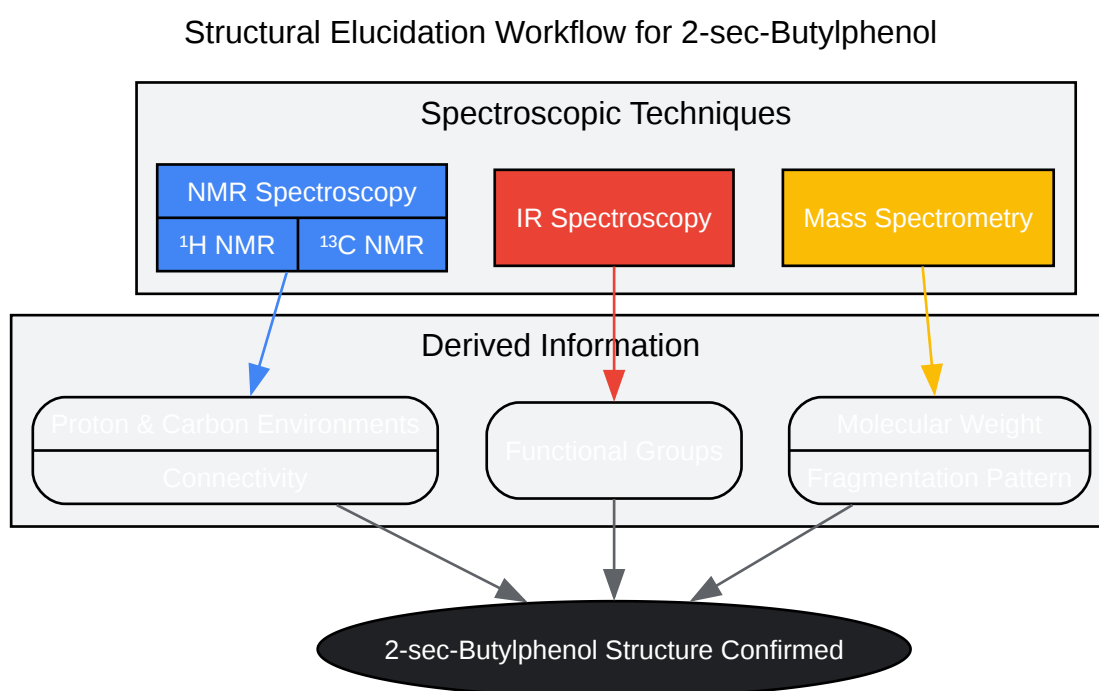 Structural Elucidation Workflow for 2-sec-Butylphenol
Spectroscopic Techniques
NMR Spectroscopy
¹H NMR
¹³C NMR
IR Spectroscopy
Mass Spectrometry
Derived Information
Proton & Carbon Environments
Connectivity
Functional Groups
Molecular Weight
Fragmentation Pattern
2-sec-Butylphenol Structure Confirmed